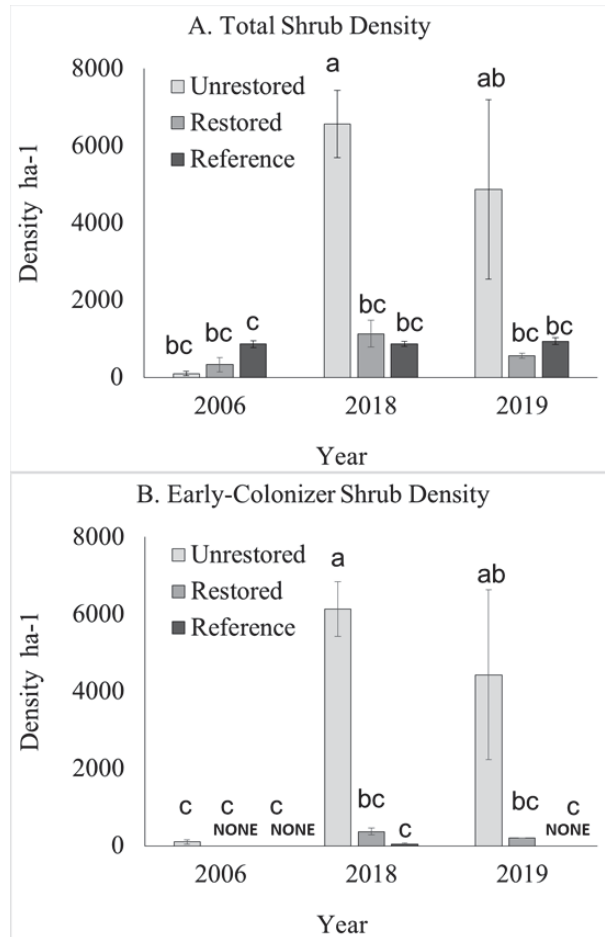 A. Total Shrub Density
8000
6000
4000
2000
0
Density ha-1
Unrestored
Restored
Reference
bc
bc
c
a
bc
bc
ab
bc
bc
2006
2018
2019
Year
B. Early-Colonizer Shrub Density
8000
6000
4000
2000
0
Density ha-1
Unrestored
Restored
Reference
c
c
NONE
c
NONE
a
bc
c
ab
bc
c
NONE
2006
2018
2019
Year